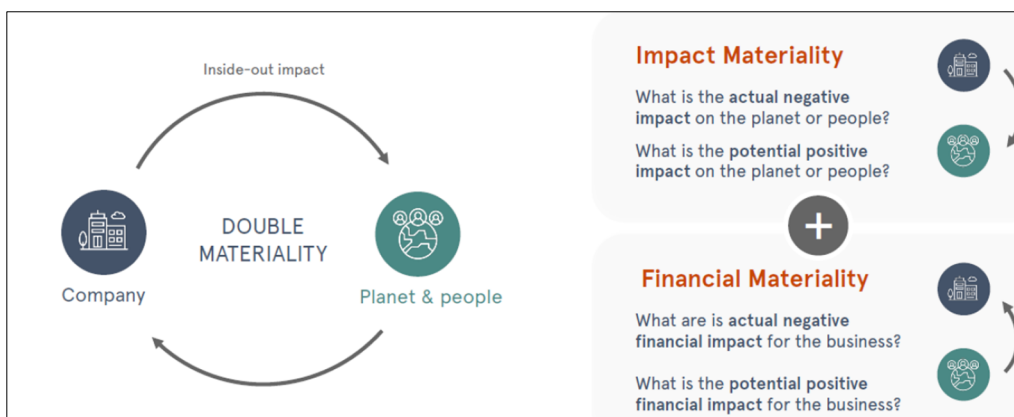 Inside-out impact
DOUBLE
MATERIALITY
Company
Planet & people
Impact Materiality
What is the actual negative
impact on the planet or people?
What is the potential positive
impact on the planet or people?
+
Financial Materiality
What are is actual negative
financial impact for the business?
What is the potential positive
financial impact for the business?